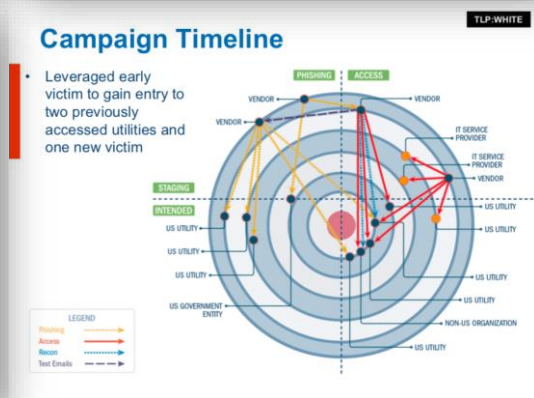 TLP:WHITE
Campaign Timeline
• Leveraged early
victim to gain entry to
two previously
accessed utilities and
one new victim
PHISHING
ACCESS
VENDOR
VENDOR
VENDOR
IT SERVICE
PROVIDER
IT SERVICE
PROVIDER
VENDOR
STAGING
INTENDED
US UTILITY
US UTILITY
US UTILITY
US UTILITY
US UTILITY
US UTILITY
US UTILITY
US GOVERNMENT
ENTITY
NON-US ORGANIZATION
US UTILITY
LEGEND
Phishing
Access
Recon
Test Emails